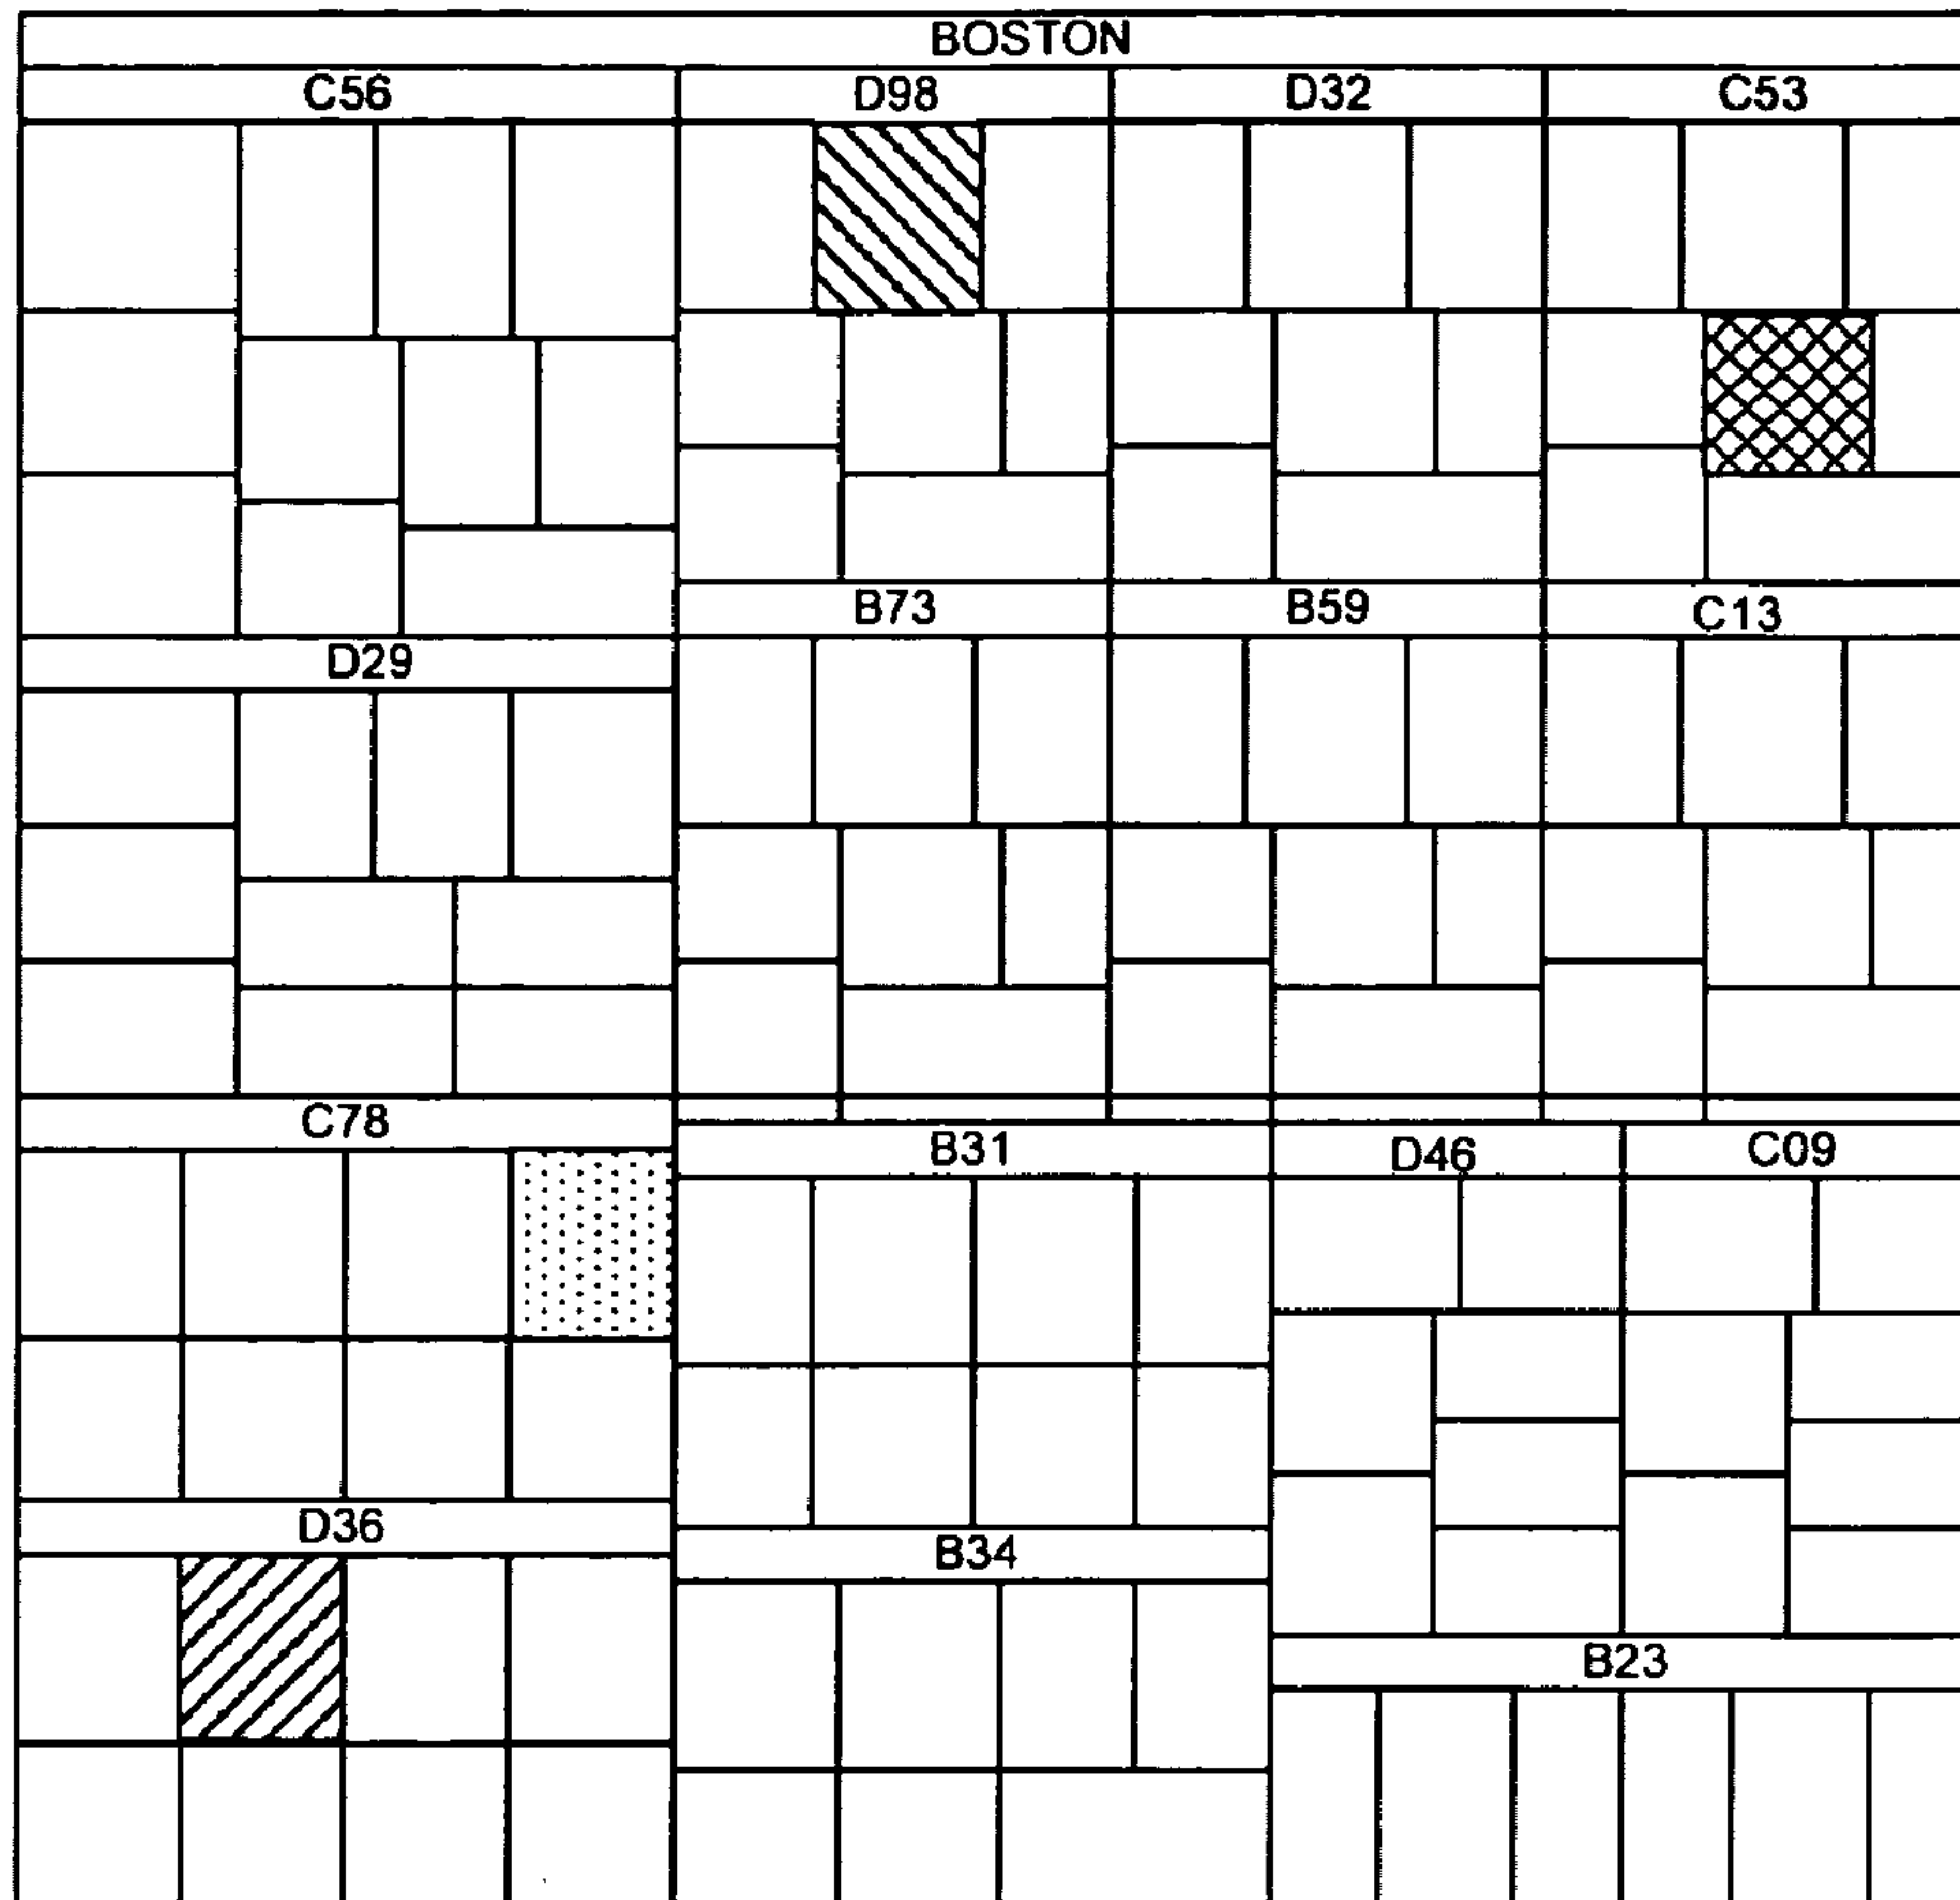 BOSTON
C56
D98
D32
C53
B73
B59
C13
D29
C78
B31
D46
C09
D36
B34
B23